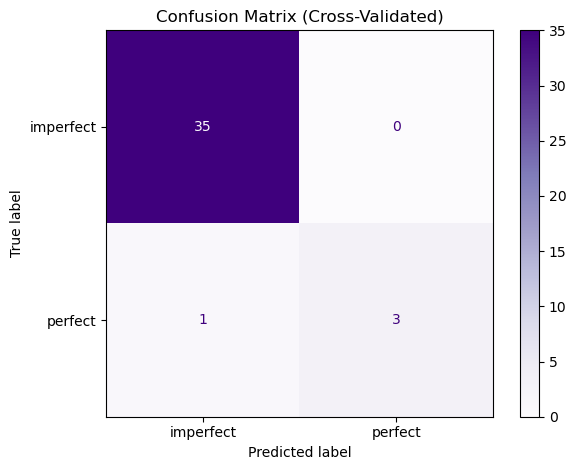 Confusion Matrix (Cross-Validated)
35
30
25
20
15
10
5
0
True label
imperfect
35
0
perfect
1
3
imperfect
perfect
Predicted label